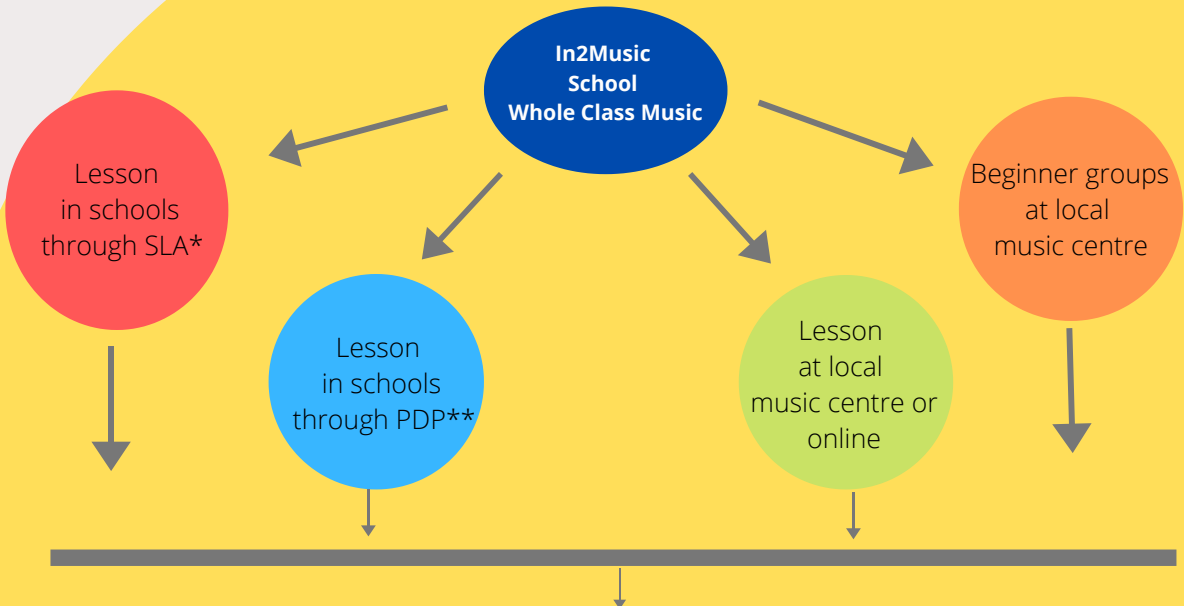 In2Music
School
Whole Class Music
Lesson
in schools
through SLA*
Beginner groups
at local
music centre
Lesson
in schools
through PDP**
Lesson
at local
music centre or
online